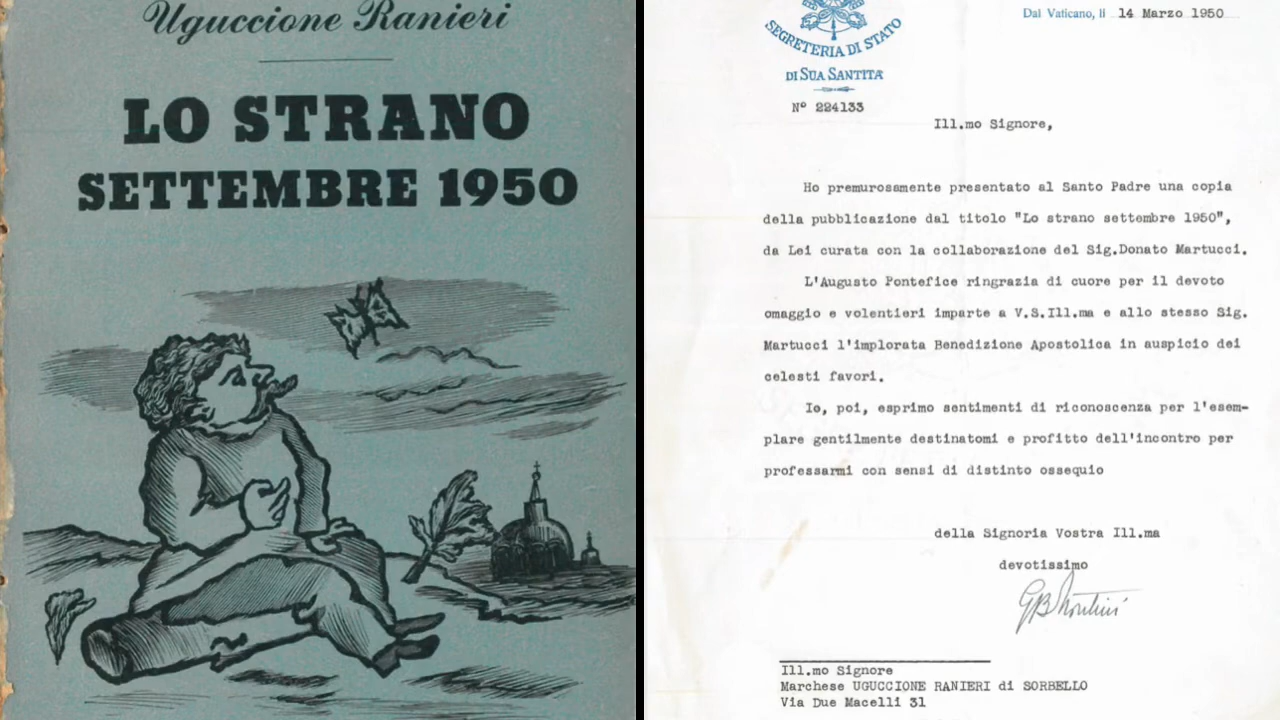 Uguccione Ranieri
LO STRANO
SETTEMBRE 1950
SEGRETERIA DI STATO
DI SUA SANTITÀ
Nº 224133
Dal Vaticano, li 14 Marzo 1950
Ill.mo Signore,
Ho premurosamente presentato al Santo Padre una copia
della pubblicazione dal titolo "Lo strano settembre 1950",
da Lei curata con la collaborazione del Sig.Donato Martucci.
L'Augusto Pontefice ringrazia di cuore per il devoto
omaggio e volentieri imparte a V.S.Ill.ma e allo stesso Sig.
Martucci l'implorata Benedizione Apostolica in auspicio dei
celesti favori.
Io, poi, esprimo sentimenti di riconoscenza per l'esem-
plare gentilmente destinatomi e profitto dell'incontro per
professarmi con sensi di distinto ossequio
della Signoria Vostra Ill.ma
devotissimo
GBMontini
Ill.mo Signore
Marchese UGUCCIONE RANIERI di SORBELLO
Via Due Macelli 31